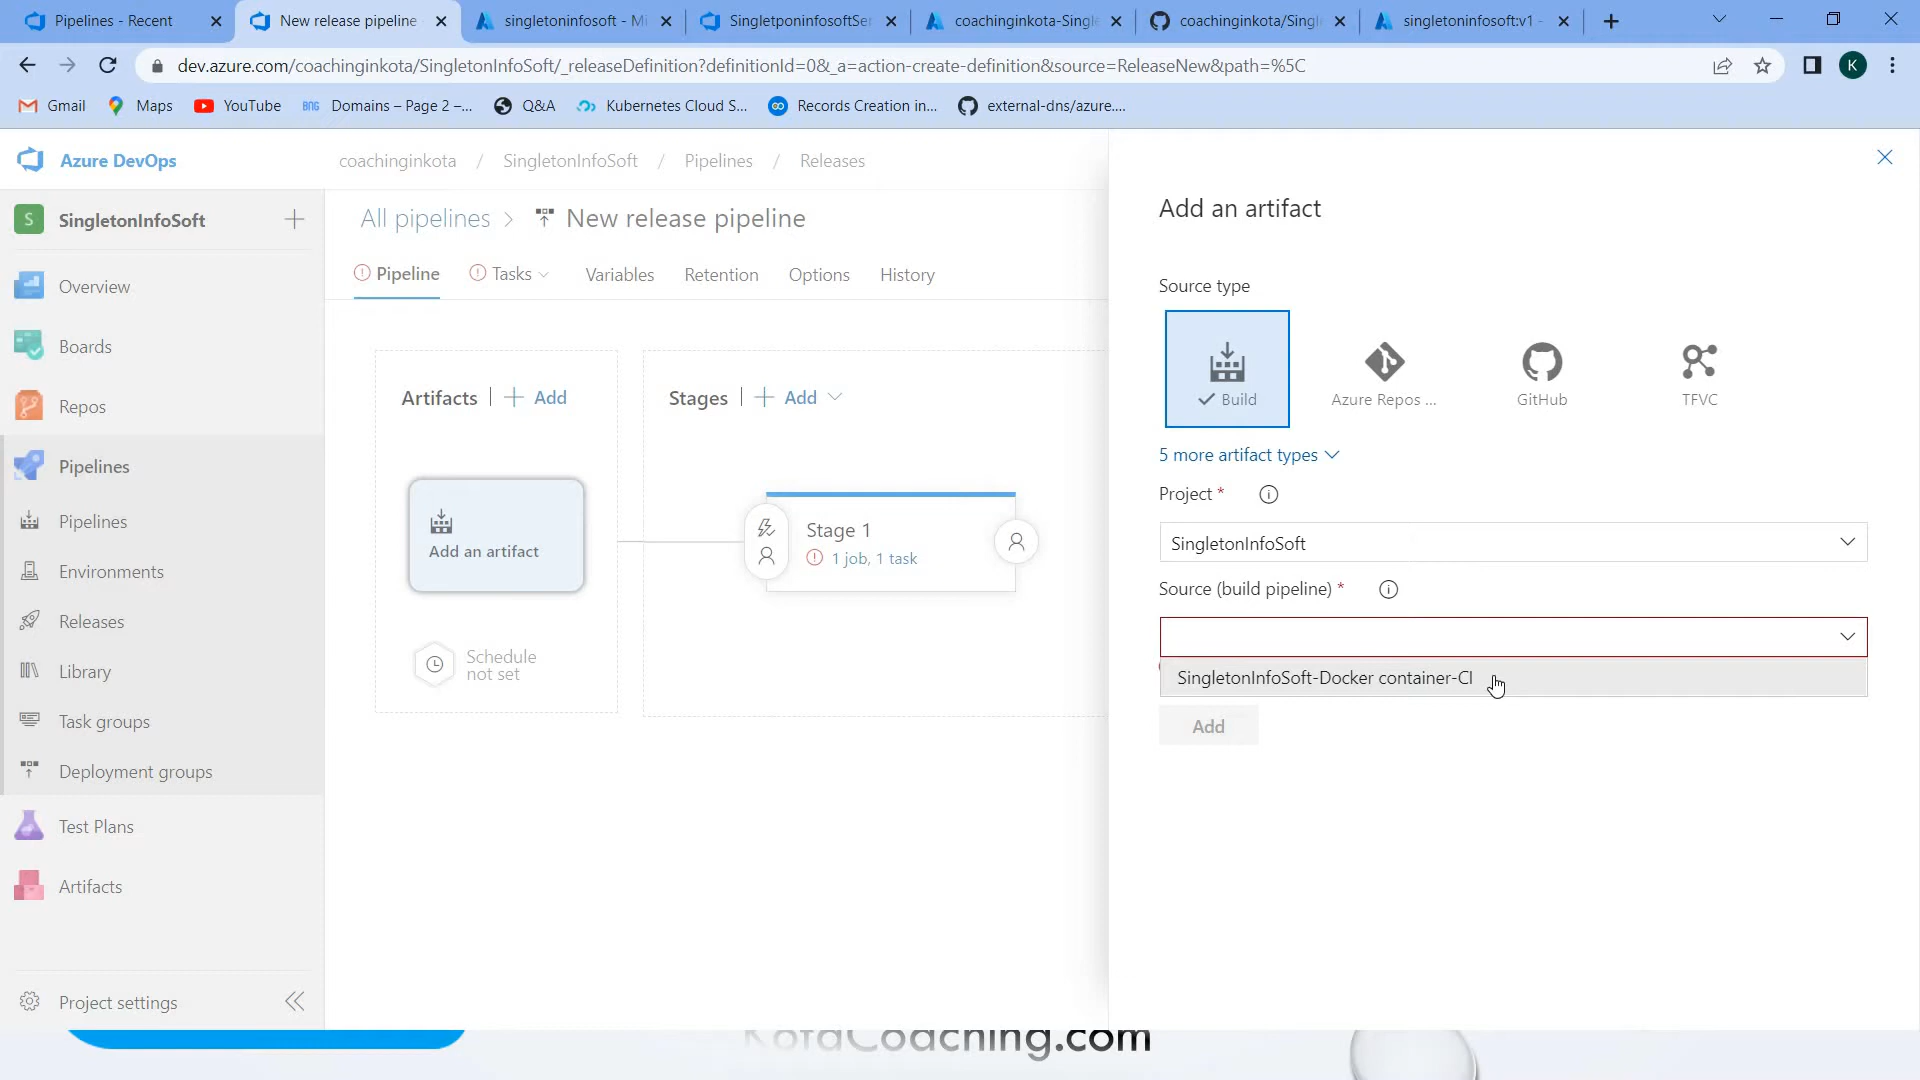 Pipelines - Recent
New release pipeline
singletoninfosoft - Mi
SingletponinfosoftSer
coachinginkota-Single
coachinginkota/Singl
singletoninfosoft:v1 -
dev.azure.com/coachinginkota/SingletonInfoSoft/_releaseDefinition?definitionId=0&_a=action-create-definition&source=ReleaseNew&path=%5C
K
Gmail
Maps
YouTube
BNG Domains – Page 2 –...
Q&A
Kubernetes Cloud S...
Records Creation in...
external-dns/azure....
Azure DevOps
coachinginkota / SingletonInfoSoft / Pipelines / Releases
S SingletonInfoSoft
Overview
Boards
Repos
Pipelines
Pipelines
Environments
Releases
Library
Task groups
Deployment groups
Test Plans
Artifacts
Project settings
All pipelines > New release pipeline
Pipeline Tasks Variables Retention Options History
Artifacts | + Add
Stages | + Add
Add an artifact
Schedule
not set
Stage 1
1 job, 1 task
Add an artifact
Source type
Build
Azure Repos ...
GitHub
TFVC
5 more artifact types
Project *
SingletonInfoSoft
Source (build pipeline) *
SingletonInfoSoft-Docker container-CI
Add
KotaCoaching.com